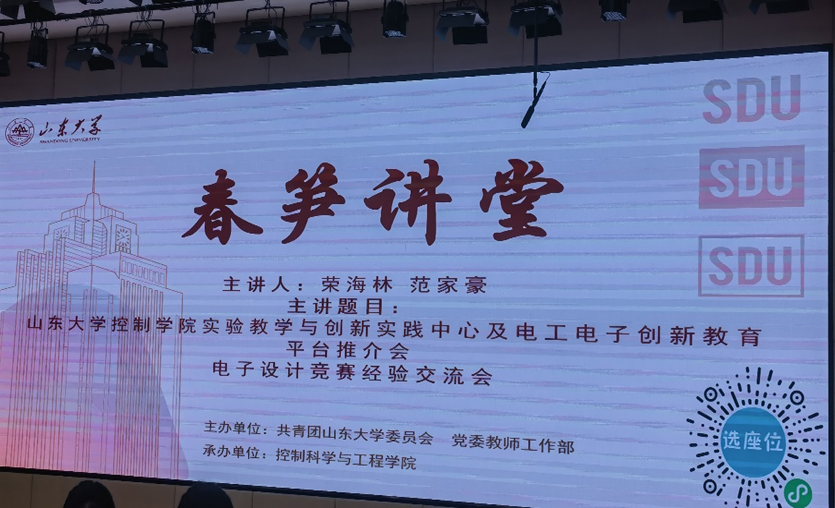 山东大学
SHANDONG UNIVERSITY
SDU
SDU
SDU
春笋讲堂
主讲人：荣海林 范家豪
主讲题目：
山东大学控制学院实验教学与创新实践中心及电工电子创新教育
平台推介会
电子设计竞赛经验交流会
主办单位：共青团山东大学委员会 党委教师工作部
承办单位：控制科学与工程学院
选座位